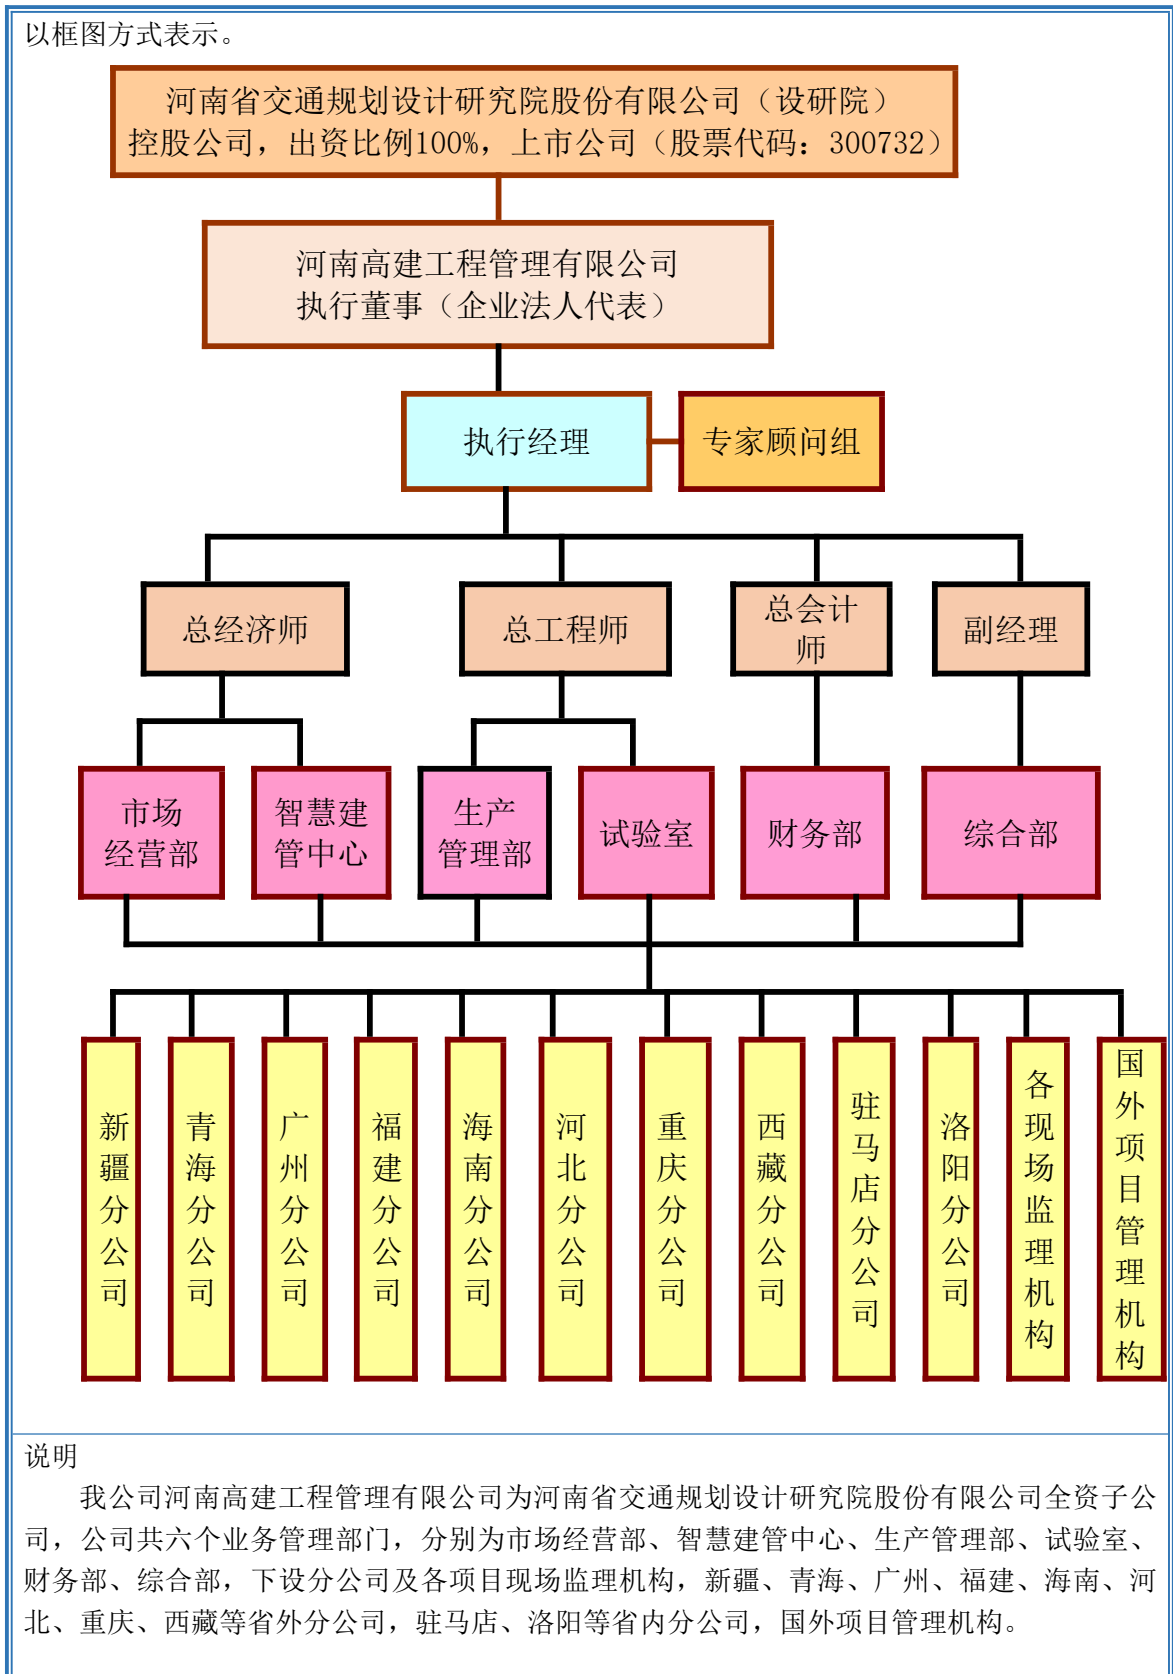 以框图方式表示。
河南省交通规划设计研究院股份有限公司（设研院）
控股公司，出资比例100%，上市公司（股票代码：300732）
河南高建工程管理有限公司
执行董事（企业法人代表）
执行经理
专家顾问组
总经济师
总工程师
总会计
师
副经理
市场
经营部
智慧建
管中心
生产
管理部
试验室
财务部
综合部
新疆分公司
青海分公司
广州分公司
福建分公司
海南分公司
河北分公司
重庆分公司
西藏分公司
驻马店分公司
洛阳分公司
各现场监理机构
国外项目管理机构
说明
我公司河南高建工程管理有限公司为河南省交通规划设计研究院股份有限公司全资子公
司，公司共六个业务管理部门，分别为市场经营部、智慧建管中心、生产管理部、试验室、
财务部、综合部，下设分公司及各项目现场监理机构，新疆、青海、广州、福建、海南、河
北、重庆、西藏等省外分公司，驻马店、洛阳等省内分公司，国外项目管理机构。